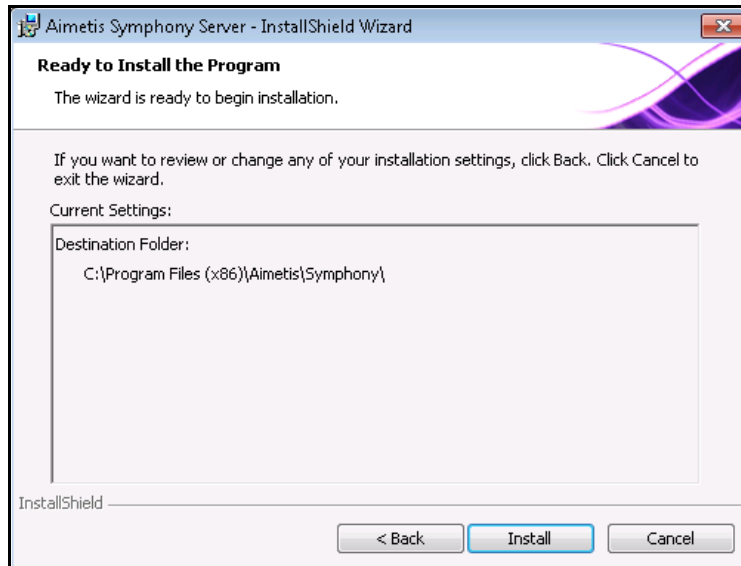 Aimetis Symphony Server - InstallShield Wizard
Ready to Install the Program
The wizard is ready to begin installation.
If you want to review or change any of your installation settings, click Back. Click Cancel to
exit the wizard.
Current Settings:
Destination Folder:
C:\Program Files (x86)\Aimetis\Symphony\
InstallShield
< Back Install Cancel